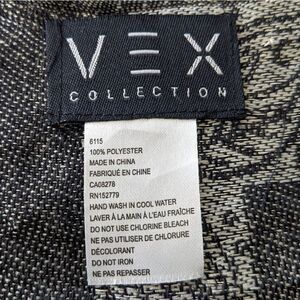 VEX
COLLECTION
6115
100% POLYESTER
MADE IN CHINA
FABRIQUÉ EN CHINE
CA08278
RN152779
HAND WASH IN COOL WATER
LAVER À LA MAIN À L'EAU FRAÎCHE
DO NOT USE CHLORINE BLEACH
NE PAS UTILISER DE CHLORURE
DÉCOLORANT
DO NOT IRON
NE PAS REPASSER